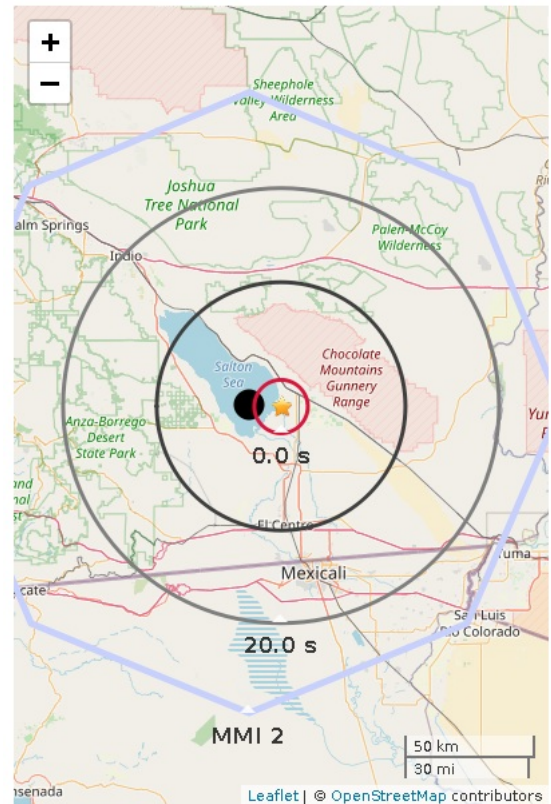 +
−
Sheephole
Valley Wilderness
Area
Joshua
Tree National
Park
alm Springs
Palen-McCoy
Wilderness
Indio
Salton
Sea
Chocolate
Mountains
Gunnery
Range
Anza-Borrego
Desert
State Park
0.0 s
El Centro
Yuma
Mexicali
San Luis
Río Colorado
20.0 s
MMI 2
50 km
30 mi
nsenada
Leaflet | © OpenStreetMap contributors